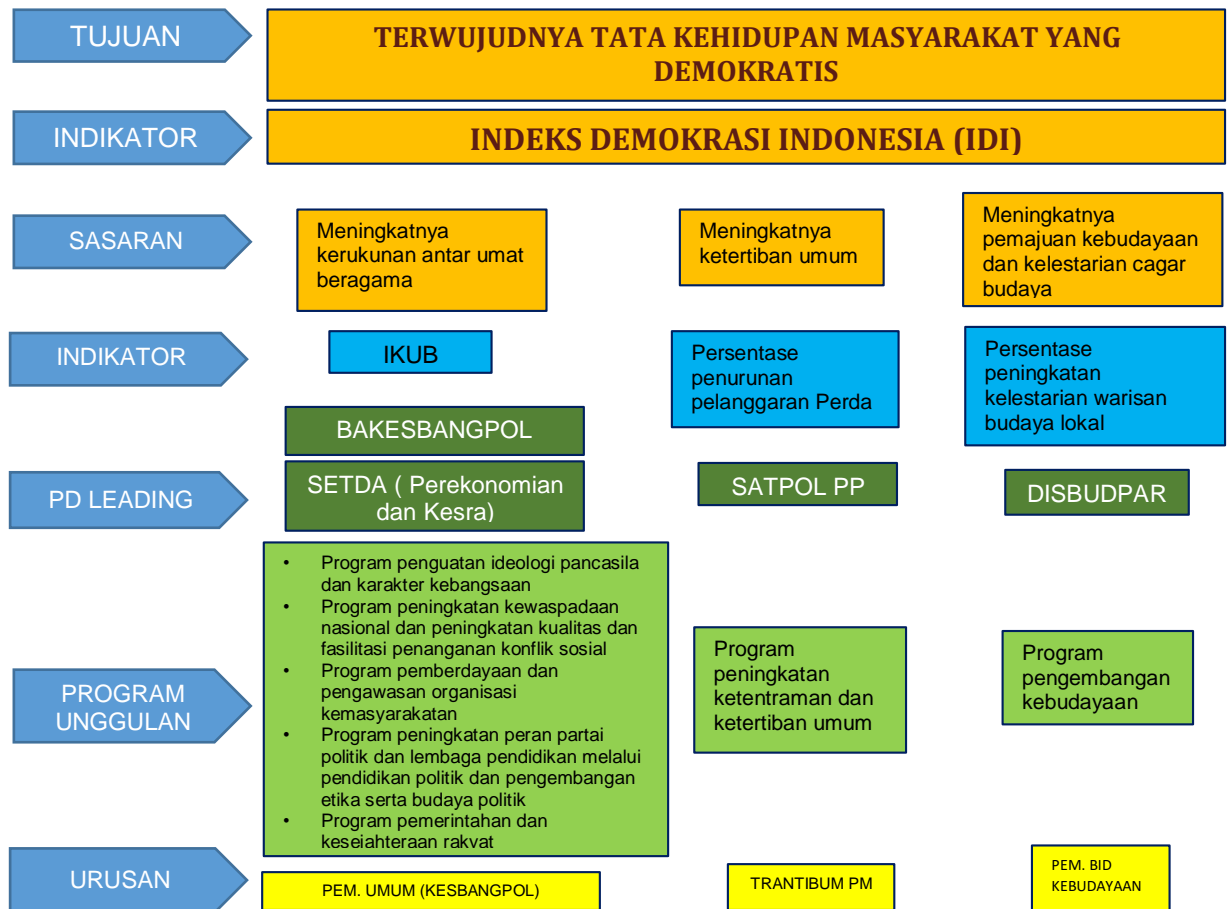 TUJUAN
TERWUJUDNYA TATA KEHIDUPAN MASYARAKAT YANG
DEMOKRATIS
INDIKATOR
INDEKS DEMOKRASI INDONESIA (IDI)
SASARAN
Meningkatnya
kerukunan antar umat
beragama
Meningkatnya
ketertiban umum
Meningkatnya
pemajuan kebudayaan
dan kelestarian cagar
budaya
INDIKATOR
IKUB
Persentase
penurunan
pelanggaran Perda
Persentase
peningkatan
kelestarian warisan
budaya lokal
PD LEADING
BAKESBANGPOL
SETDA ( Perekonomian
dan Kesra)
SATPOL PP
DISBUDPAR
PROGRAM
UNGGULAN
• Program penguatan ideologi pancasila
dan karakter kebangsaan
• Program peningkatan kewaspadaan
nasional dan peningkatan kualitas dan
fasilitasi penanganan konflik sosial
• Program pemberdayaan dan
pengawasan organisasi
kemasyarakatan
• Program peningkatan peran partai
politik dan lembaga pendidikan melalui
pendidikan politik dan pengembangan
etika serta budaya politik
• Program pemerintahan dan
kesejahteraan rakyat
Program
peningkatan
ketentraman dan
ketertiban umum
Program
pengembangan
kebudayaan
URUSAN
PEM. UMUM (KESBANGPOL)
TRANTIBUM PM
PEM. BID
KEBUDAYAAN